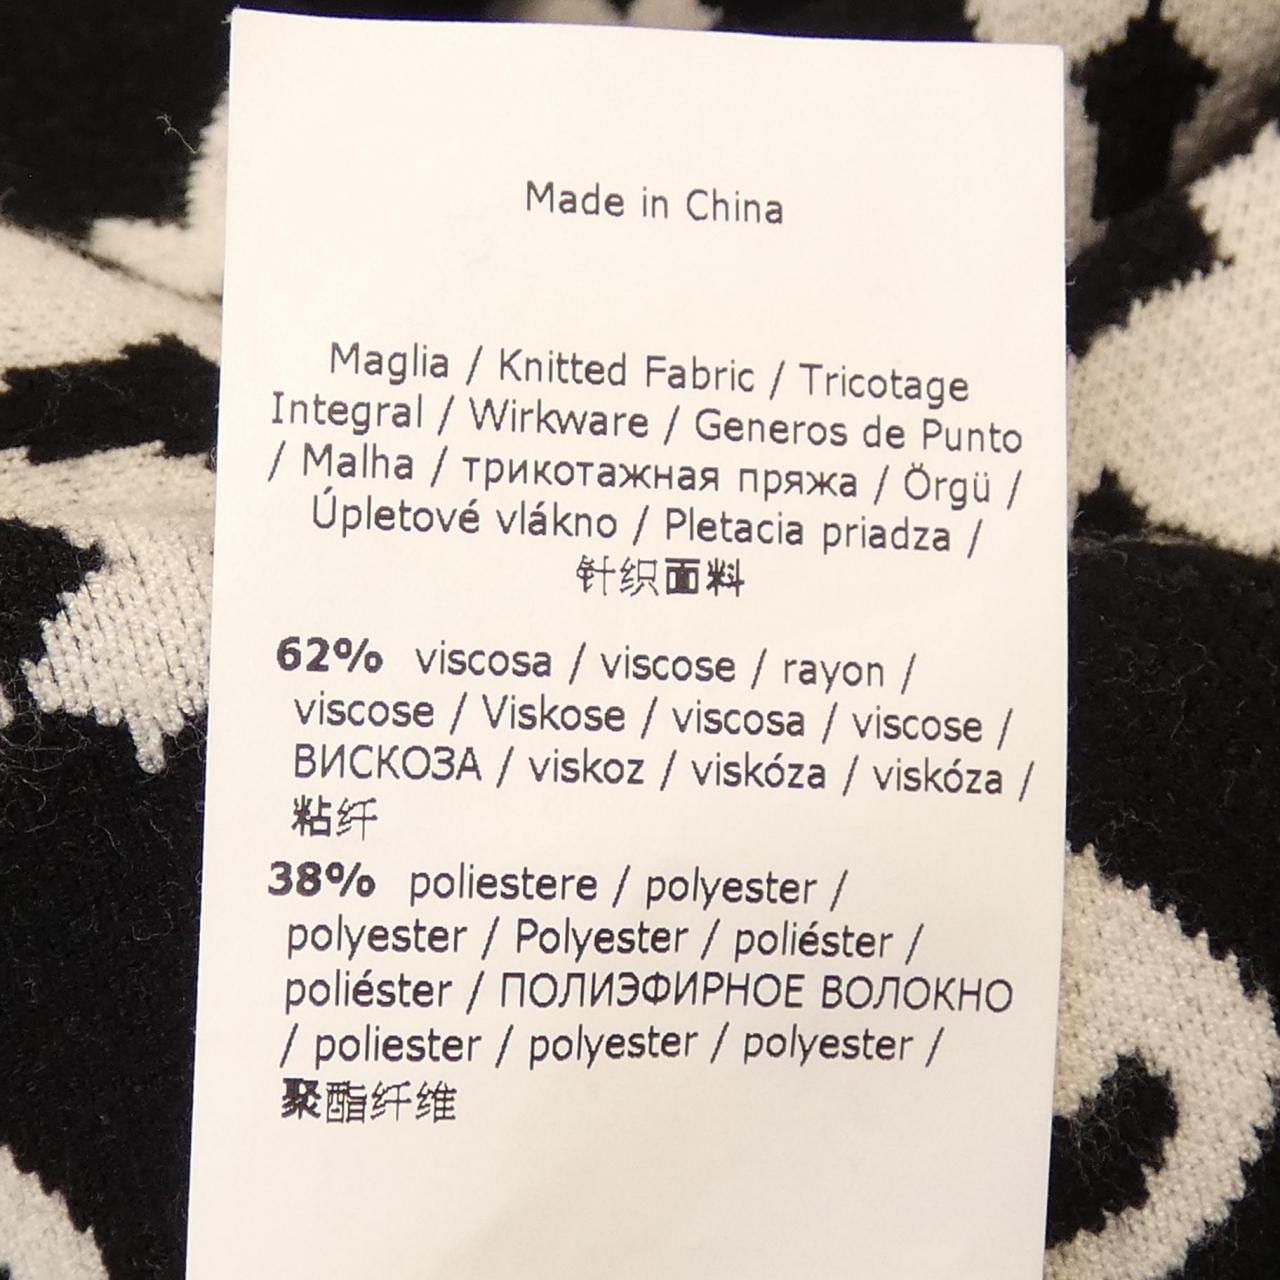 Made in China
Maglia / Knitted Fabric / Tricotage
Integral / Wirkware / Generos de Punto
/ Malha / трикотажная пряжа / Örgü /
Úpletové vlákno / Pletacia priadza /
针织面料
62% viscosa / viscose / rayon /
viscose / Viskose / viscosa / viscose /
ВИСКОЗА / viskoz / viskóza / viskóza /
粘纤
38% poliestere / polyester /
polyester / Polyester / poliéster /
poliéster / ПОЛИЭФИРНОЕ ВОЛОКНО
/ poliester / polyester / polyester /
聚酯纤维